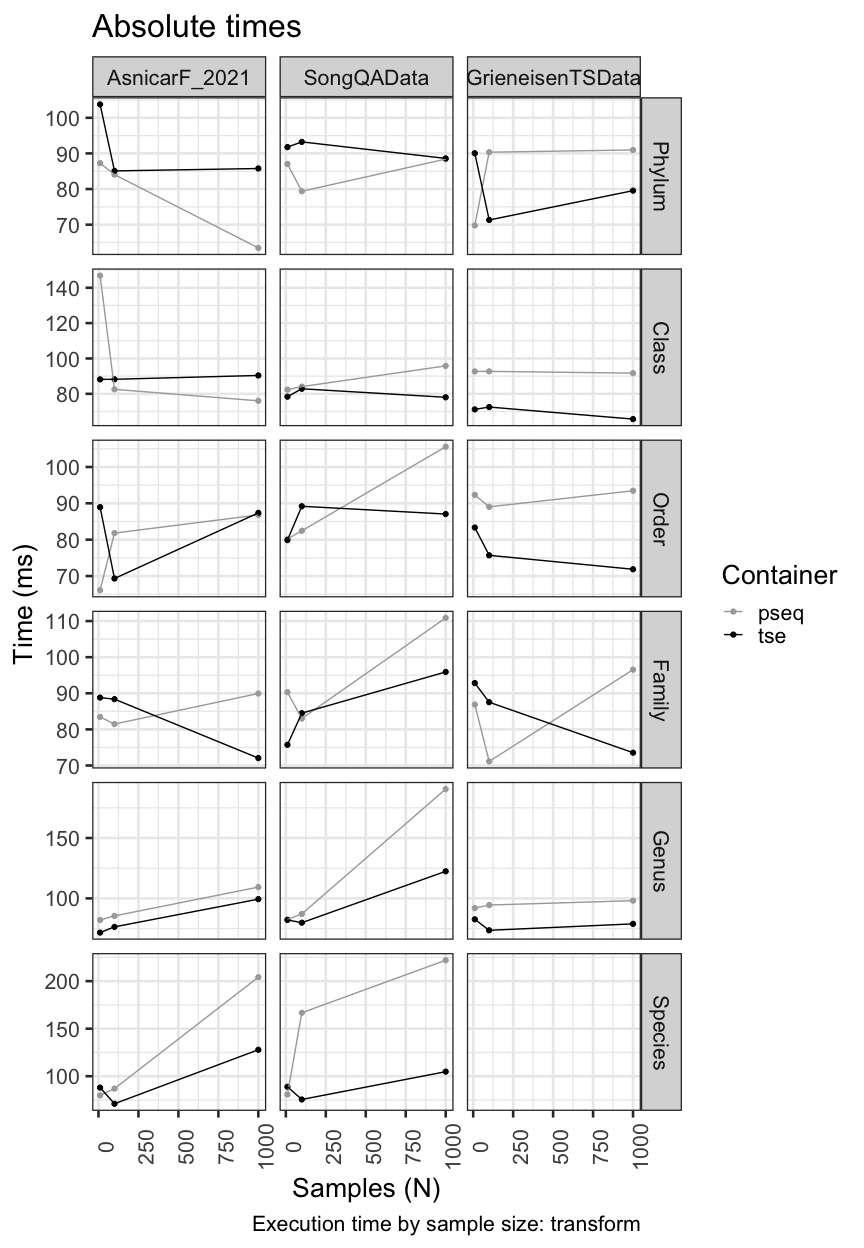 Absolute times
AsnicarF_2021 SongQAData GrieneisenTSData
100
90
80
70
Phylum
140
120
100
80
Class
100
90
80
70
Order
110
100
90
80
70
Family
150
100
Genus
200
150
100
Species
Time (ms)
0 250 500 750 1000 0 250 500 750 1000 0 250 500 750 1000
Samples (N)
Execution time by sample size: transform
Container
pseq
tse